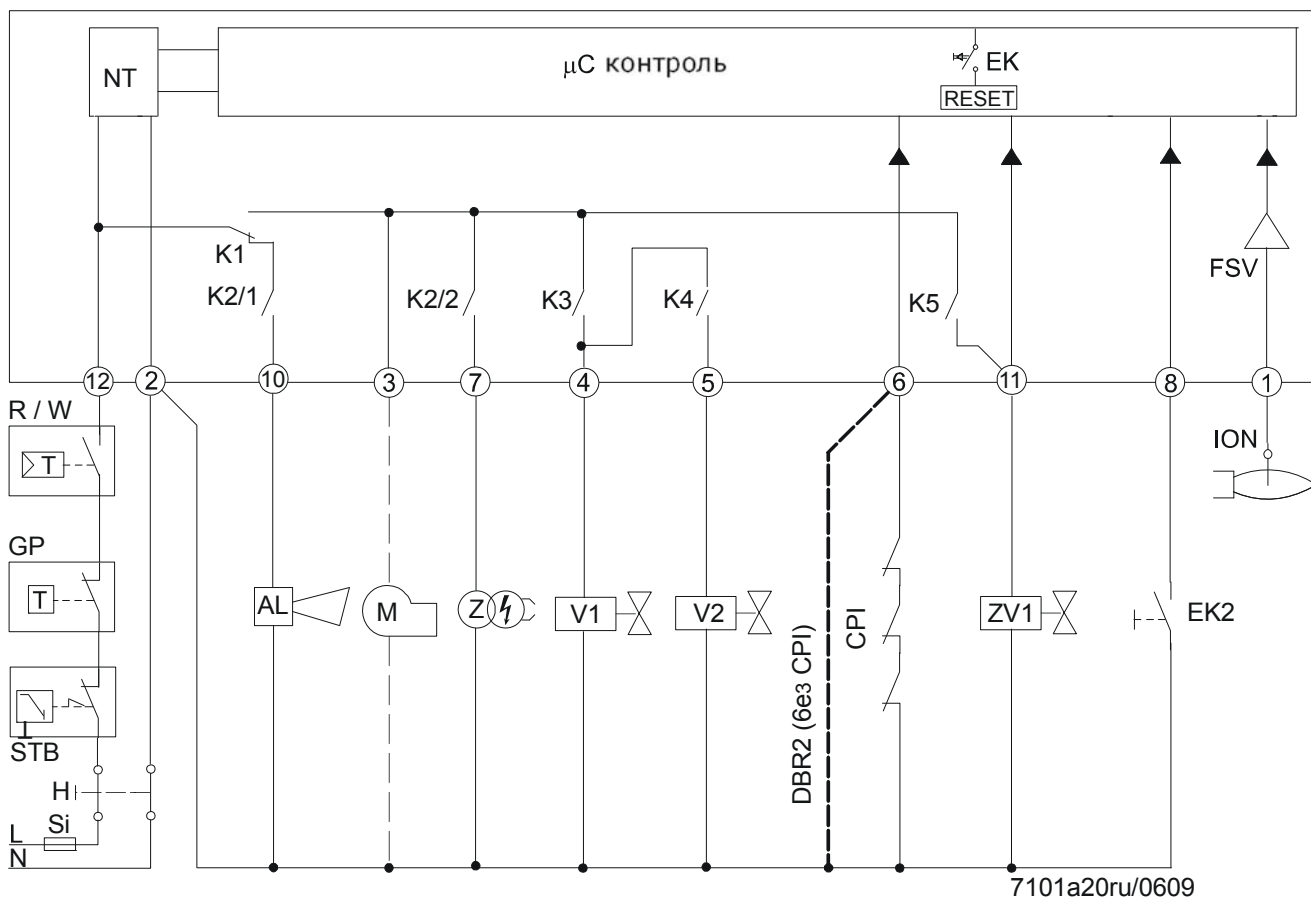 NT
μC контроль
EK
RESET
FSV
K1
K2/1
K2/2
K3
K4
K5
12
2
10
3
7
4
5
6
11
8
1
R / W
T
ION
GP
T
AL
M
Z
V1
V2
DBR2 (без CPI)
CPI
ZV1
EK2
STB
H
Si
L
N
7101a20ru/0609